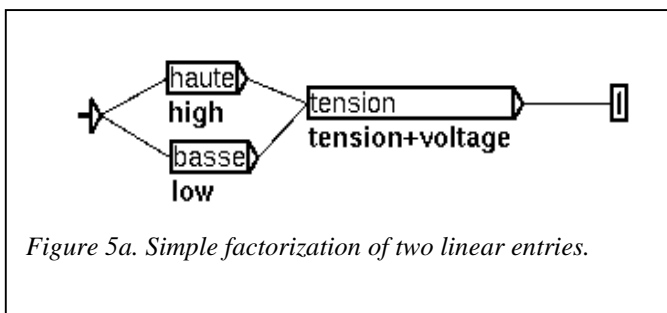 haute
high
basse
low
tension
tension+voltage
Figure 5a. Simple factorization of two linear entries.